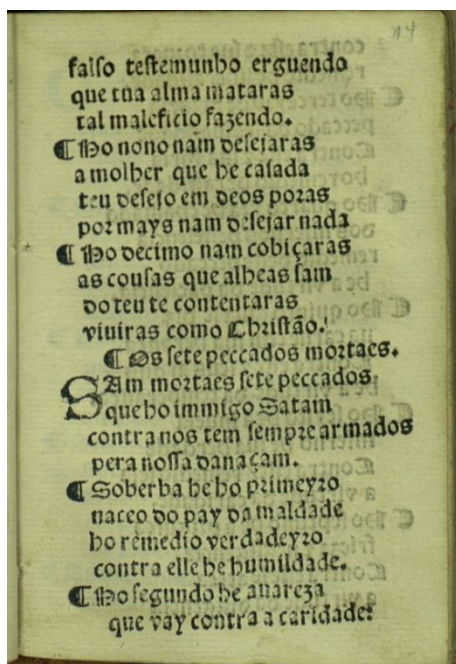 14
falso testemunho erguendo
que tua alma mataras
tal maleficio fazendo.
¶ No nono nam desejaras
a molher que he casada
teu desejo em deos poras
por mays nam desejar nada
¶ No decimo nam cobiçaras
as cousas que alheas sam
do teu te contentaras
viuiras como Christão.
¶ Os sete peccados mortaes.
SAm mortaes sete peccados
que ho immigo Satam
contra nos tem sempre armados
pera nossa danaçam.
¶ Soberba he ho primeyro
naceo do pay da maldade
ho remedio verdadeyro
contra elle he humildade.
¶ No segundo he auareza
que vay contra a caridade: